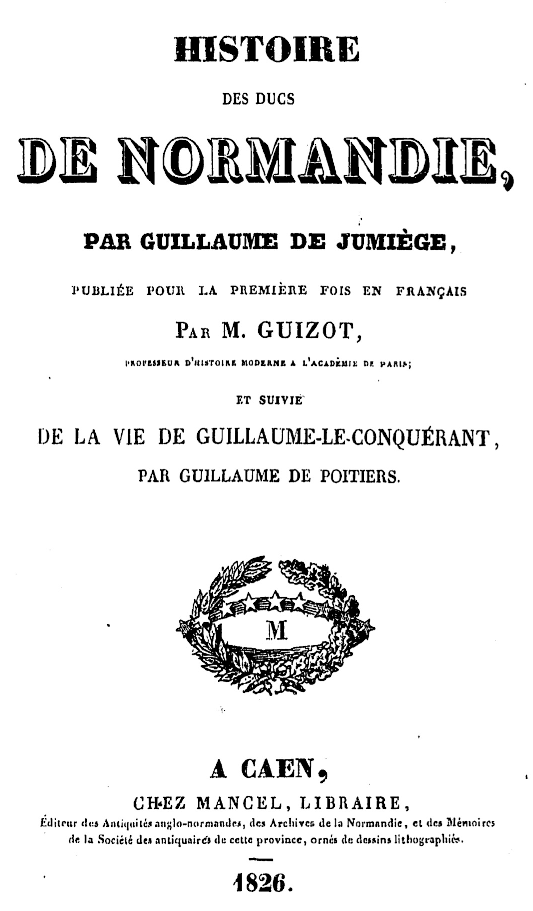 HISTOIRE
DES DUCS
DE NORMANDIE,
PAR GUILLAUME DE JUMIÈGE,
PUBLIÉE POUR LA PREMIÈRE FOIS EN FRANÇAIS
PAR M. GUIZOT,
PROFESSEUR D'HISTOIRE MODERNE A L'ACADÉMIE DE PARIS;
ET SUIVIE
DE LA VIE DE GUILLAUME-LE-CONQUÉRANT,
PAR GUILLAUME DE POITIERS.
M
A CAEN,
CHEZ MANCEL, LIBRAIRE,
Éditeur des Antiquités anglo-normandes, des Archives de la Normandie, et des Mémoires
de la Société des antiquairés de cette province, ornés de dessins lithographiés.
1826.